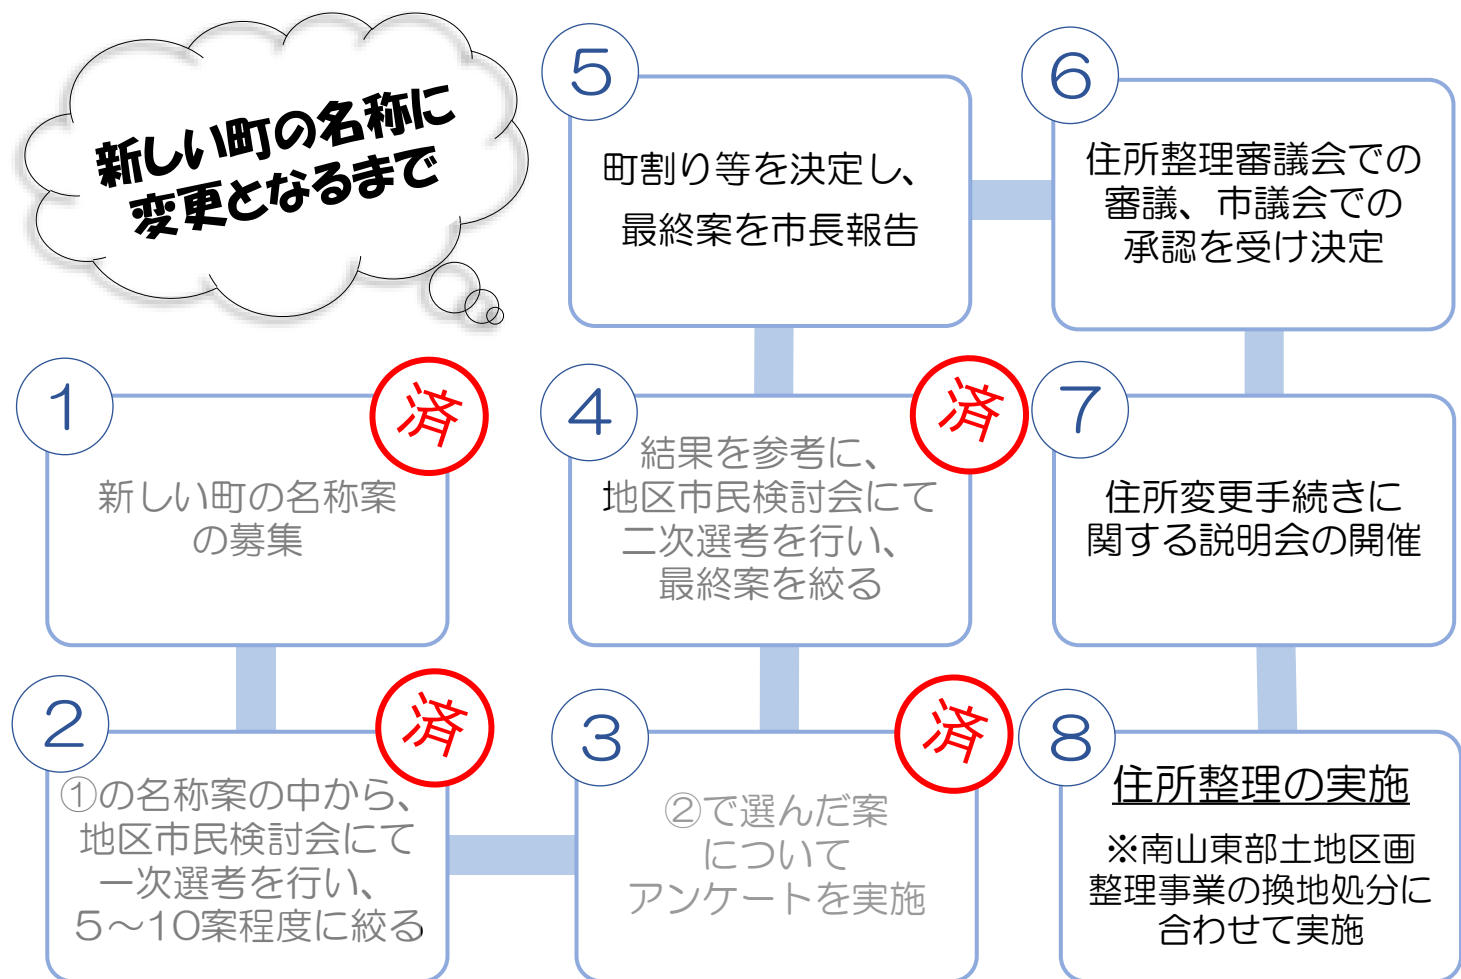 新しい町の名称に
変更となるまで
１
済
新しい町の名称案
の募集
２
済
①の名称案の中から、
地区市民検討会にて
一次選考を行い、
５～10案程度に絞る
３
済
②で選んだ案
について
アンケートを実施
４
済
結果を参考に、
地区市民検討会にて
二次選考を行い、
最終案を絞る
５
町割り等を決定し、
最終案を市長報告
６
住所整理審議会での
審議、市議会での
承認を受け決定
７
住所変更手続きに
関する説明会の開催
８
住所整理の実施
※南山東部土地区画
整理事業の換地処分に
合わせて実施